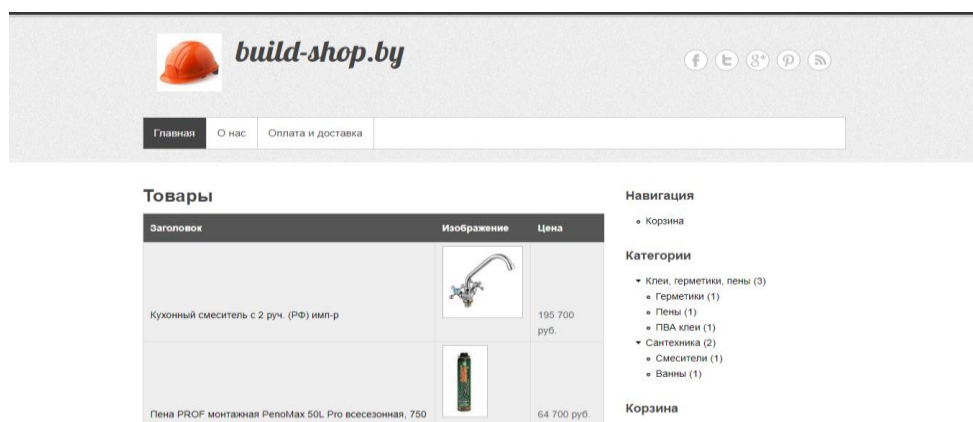 build-shop.by
Главная О нас Оплата и доставка
Товары
Заголовок Изображение Цена
Кухонный смеситель с 2 руч. (РФ) имп-р
195 700
руб.
Пена PROF монтажная PenoMax 50L Pro всесезонная, 750
64 700 руб.
Навигация
Корзина
Категории
Клеи, герметики, пены (3)
Герметики (1)
Пены (1)
ПВА клеи (1)
Сантехника (2)
Смесители (1)
Ванны (1)
Корзина